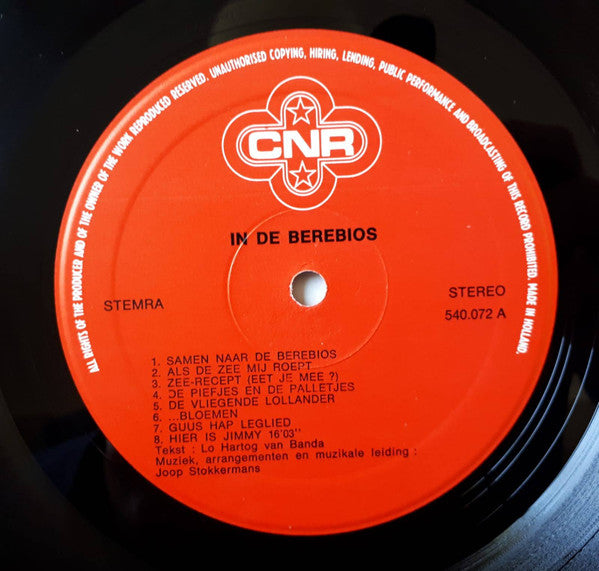 ALL RIGHTS OF THE PRODUCER AND OF THE OWNER OF THE WORK REPRODUCED RESERVED. UNAUTHORISED COPYING, HIRING, LENDING, PUBLIC PERFORMANCE AND BROADCASTING OF THIS RECORD PROHIBITED. MADE IN HOLLAND.
CNR
IN DE BEREBIOS
STEMRA
STEREO
540.072 A
1. SAMEN NAAR DE BEREBIOS
2. ALS DE ZEE MIJ ROEPT
3. ZEE-RECEPT (EET JE MEE ?)
4. DE PIEFJES EN DE PALLETJES
5. DE VLIEGENDE LOLLANDER
6. ...BLOEMEN
7. GUUS HAP LEGLIED
8. HIER IS JIMMY 16'03"
Tekst : Lo Hartog van Banda
Muziek, arrangementen en muzikale leiding :
Joop Stokkermans